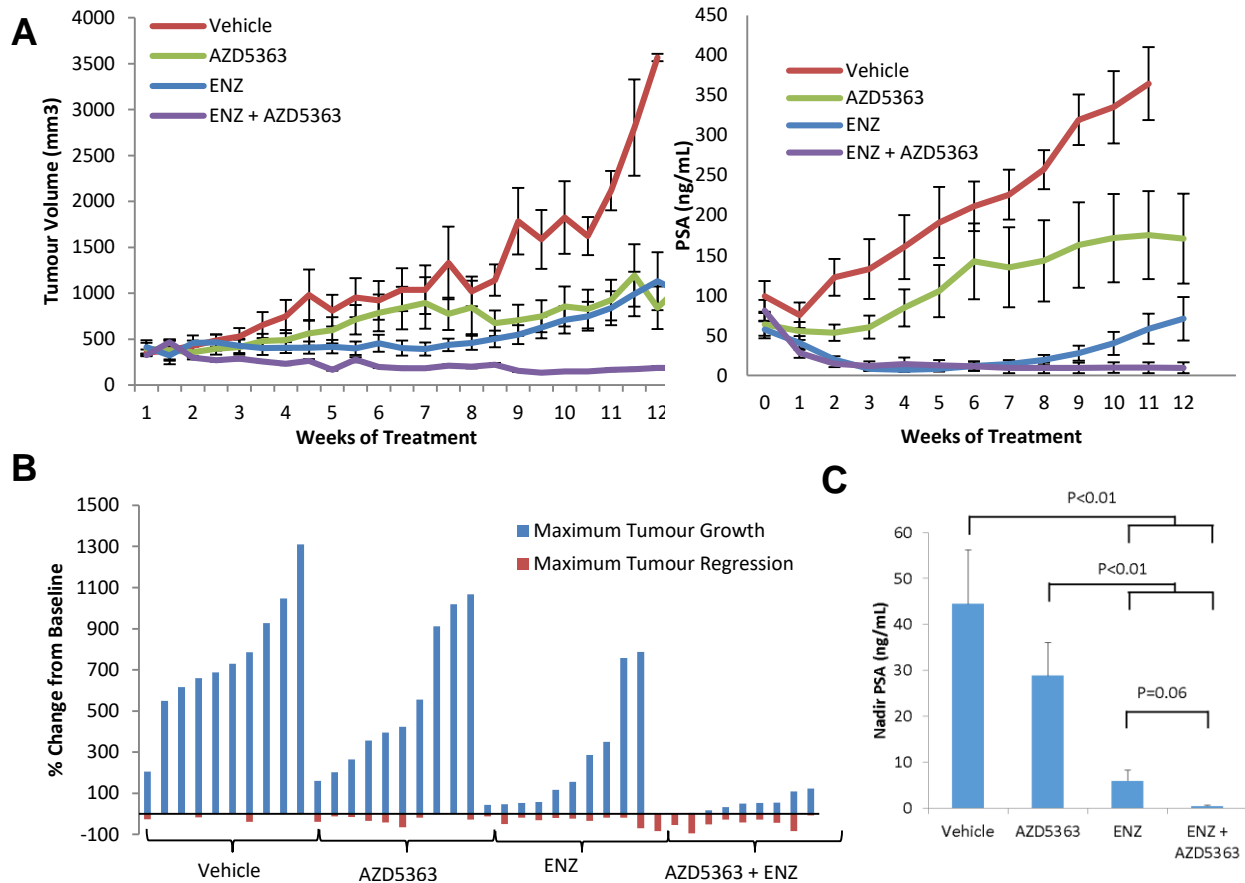 A
Tumour Volume (mm3)
4000
3500
3000
2500
2000
1500
1000
500
0
Vehicle
AZD5363
ENZ
ENZ + AZD5363
1 2 3 4 5 6 7 8 9 10 11 12
Weeks of Treatment
PSA (ng/mL)
450
400
350
300
250
200
150
100
50
0
Vehicle
AZD5363
ENZ
ENZ + AZD5363
0 1 2 3 4 5 6 7 8 9 10 11 12
Weeks of Treatment
B
% Change from Baseline
1500
1300
1100
900
700
500
300
100
-100
Maximum Tumour Growth
Maximum Tumour Regression
Vehicle
AZD5363
ENZ
AZD5363 + ENZ
C
Nadir PSA (ng/mL)
60
50
40
30
20
10
0
P<0.01
P<0.01
P=0.06
Vehicle
AZD5363
ENZ
ENZ +
AZD5363